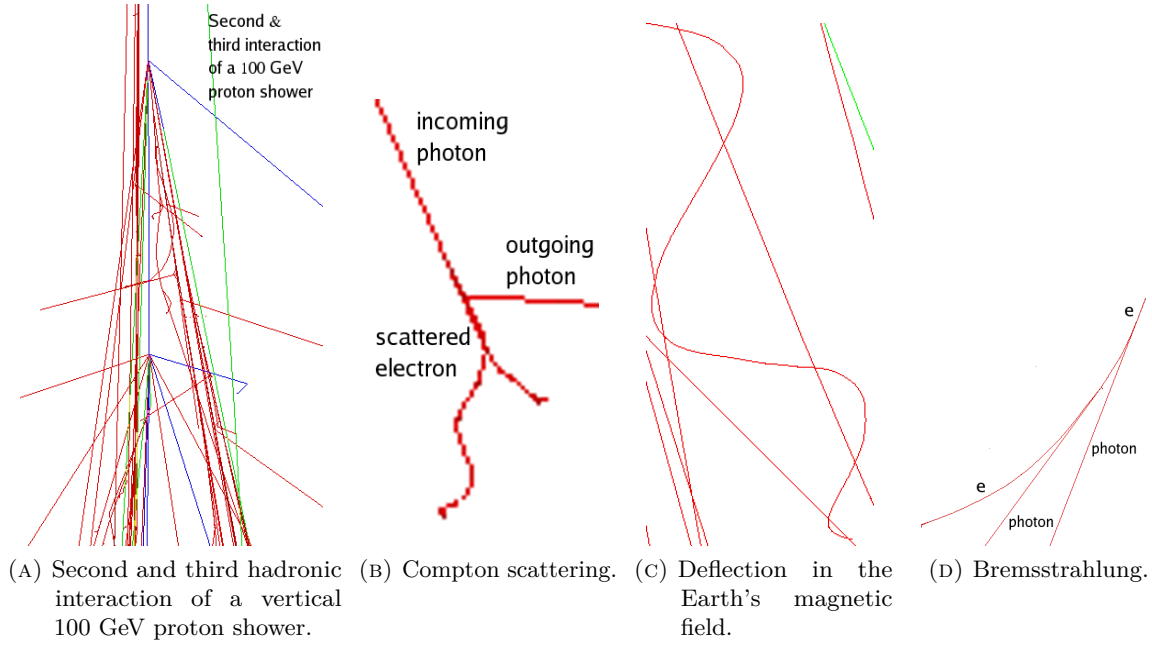 Second &
third interaction
of a 100 GeV
proton shower
incoming
photon
outgoing
photon
scattered
electron
e
photon
e
photon
(A) Second and third hadronic
interaction of a vertical
100 GeV proton shower.
(B) Compton scattering.
(C) Deflection in the
Earth's magnetic
field.
(D) Bremsstrahlung.